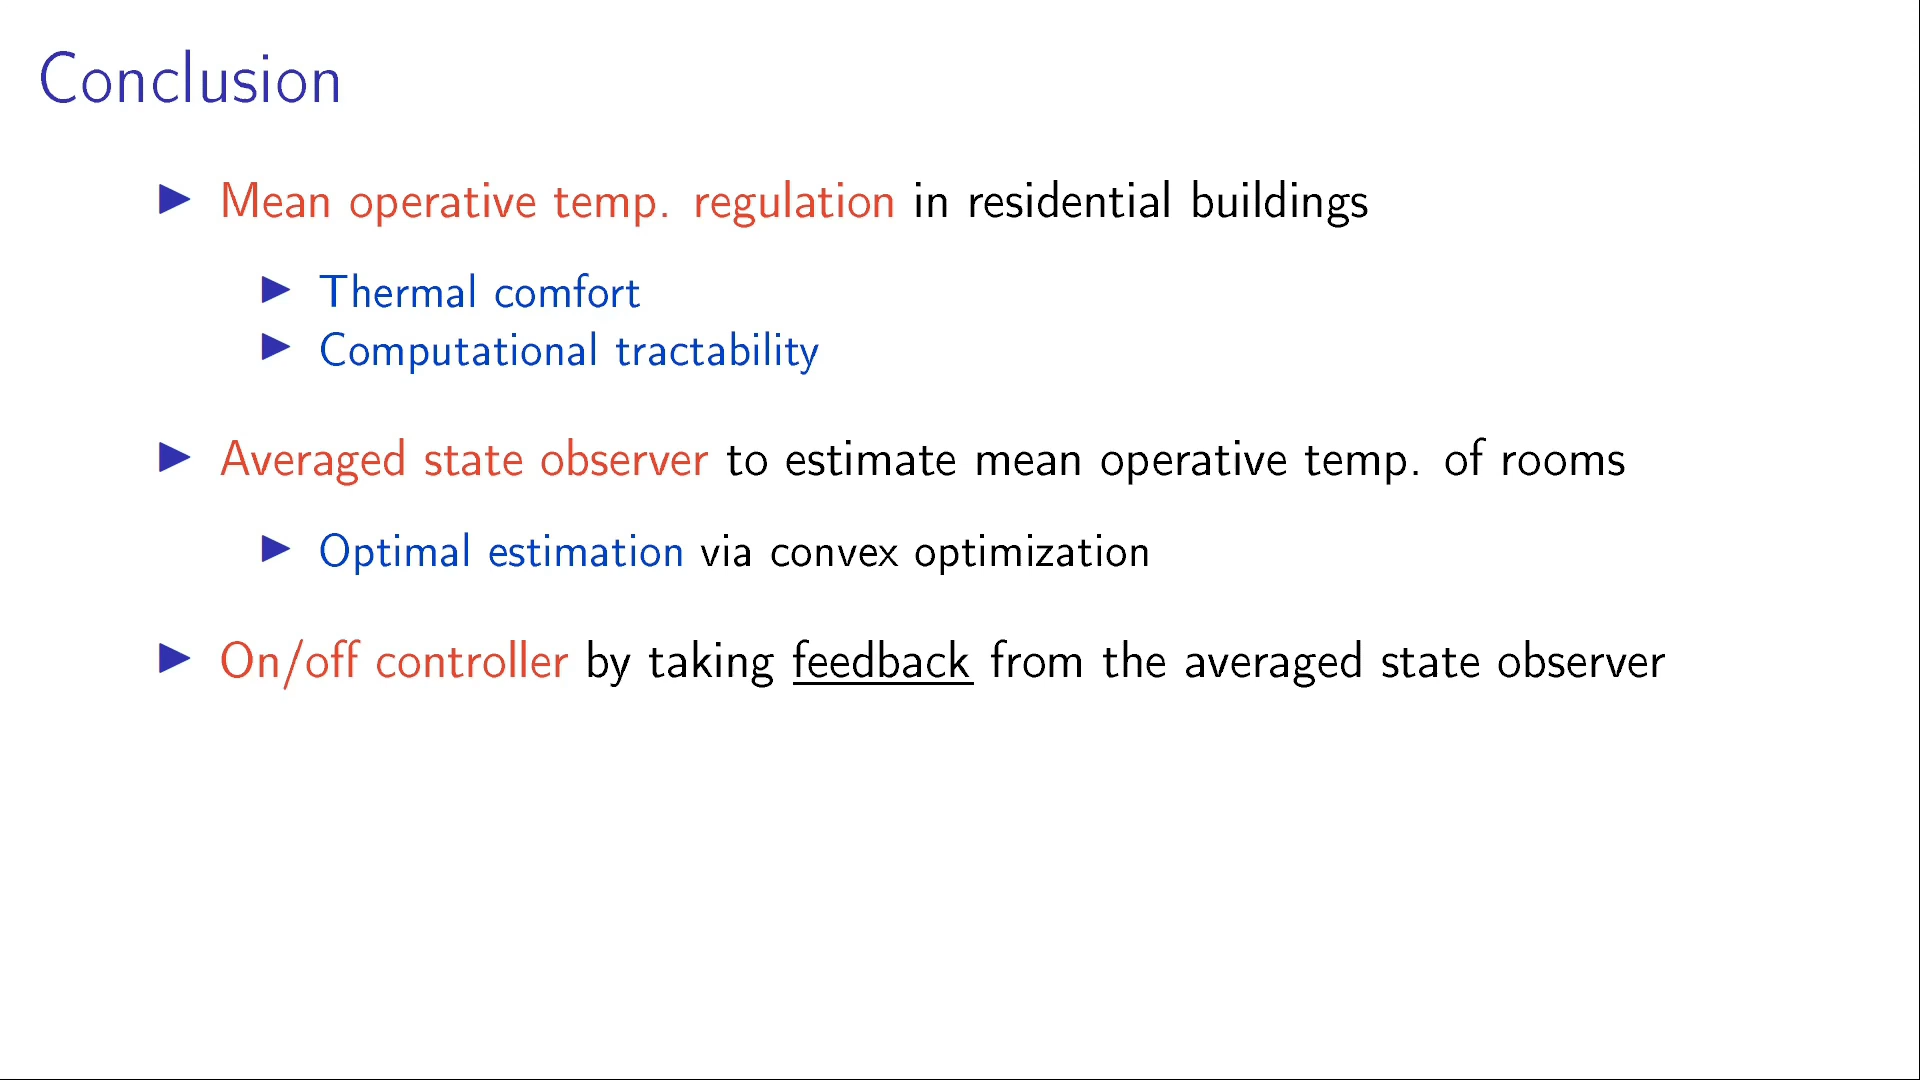 Conclusion
Mean operative temp. regulation in residential buildings
Thermal comfort
Computational tractability
Averaged state observer to estimate mean operative temp. of rooms
Optimal estimation via convex optimization
On/off controller by taking feedback from the averaged state observer